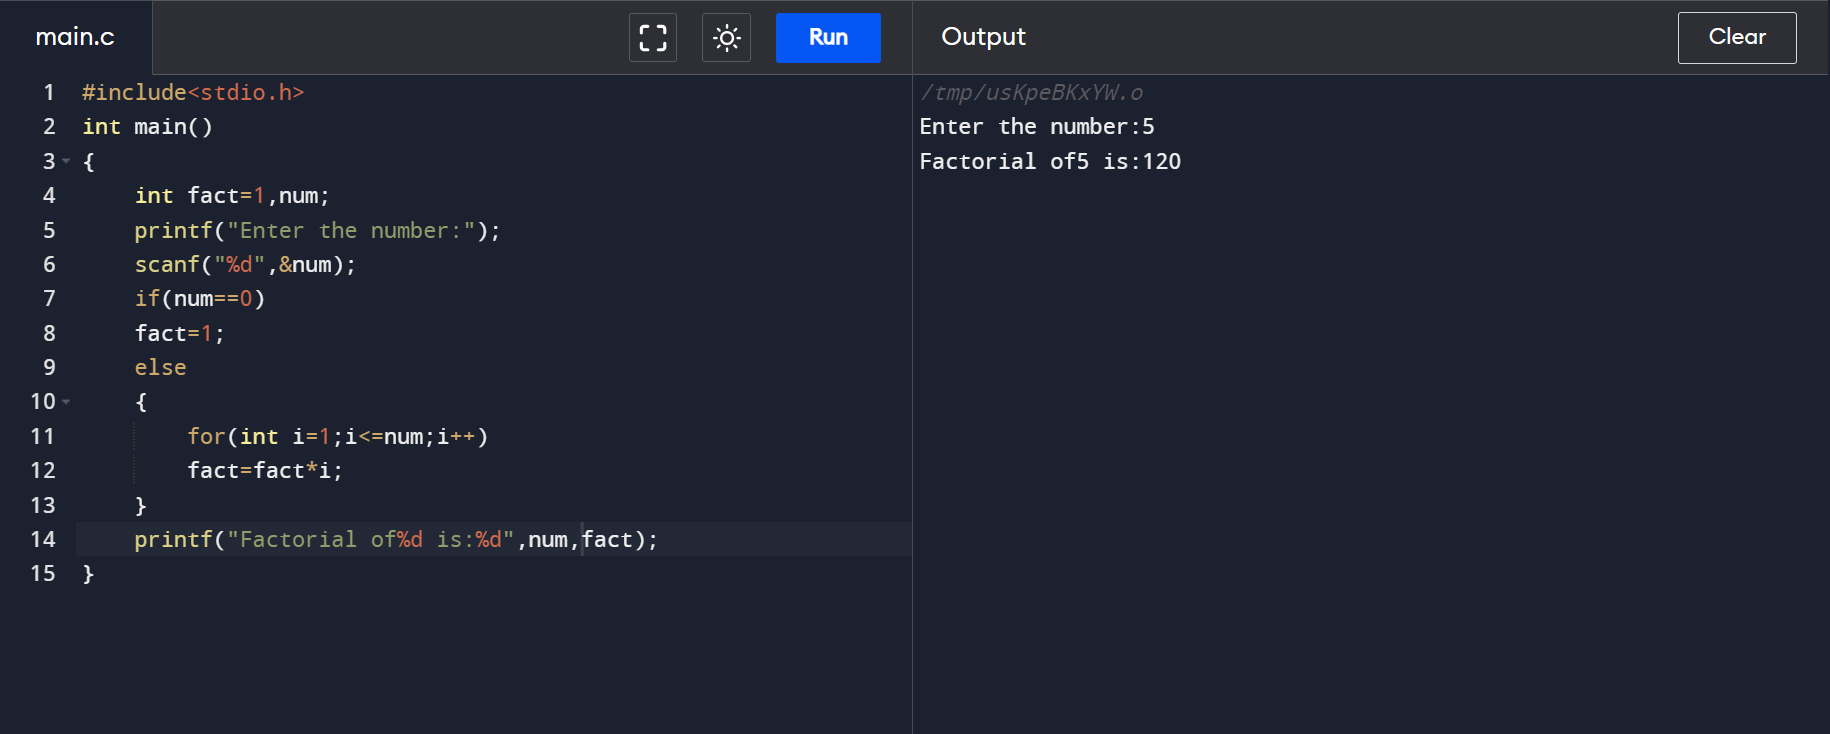 main.c
Run
1 #include<stdio.h>
2 int main()
3 {
4     int fact=1,num;
5     printf("Enter the number:");
6     scanf("%d",&num);
7     if(num==0)
8     fact=1;
9     else
10     {
11         for(int i=1;i<=num;i++)
12         fact=fact*i;
13     }
14     printf("Factorial of%d is:%d",num,fact);
15 }
Output
Clear
/tmp/usKpeBKxYW.o
Enter the number:5
Factorial of5 is:120